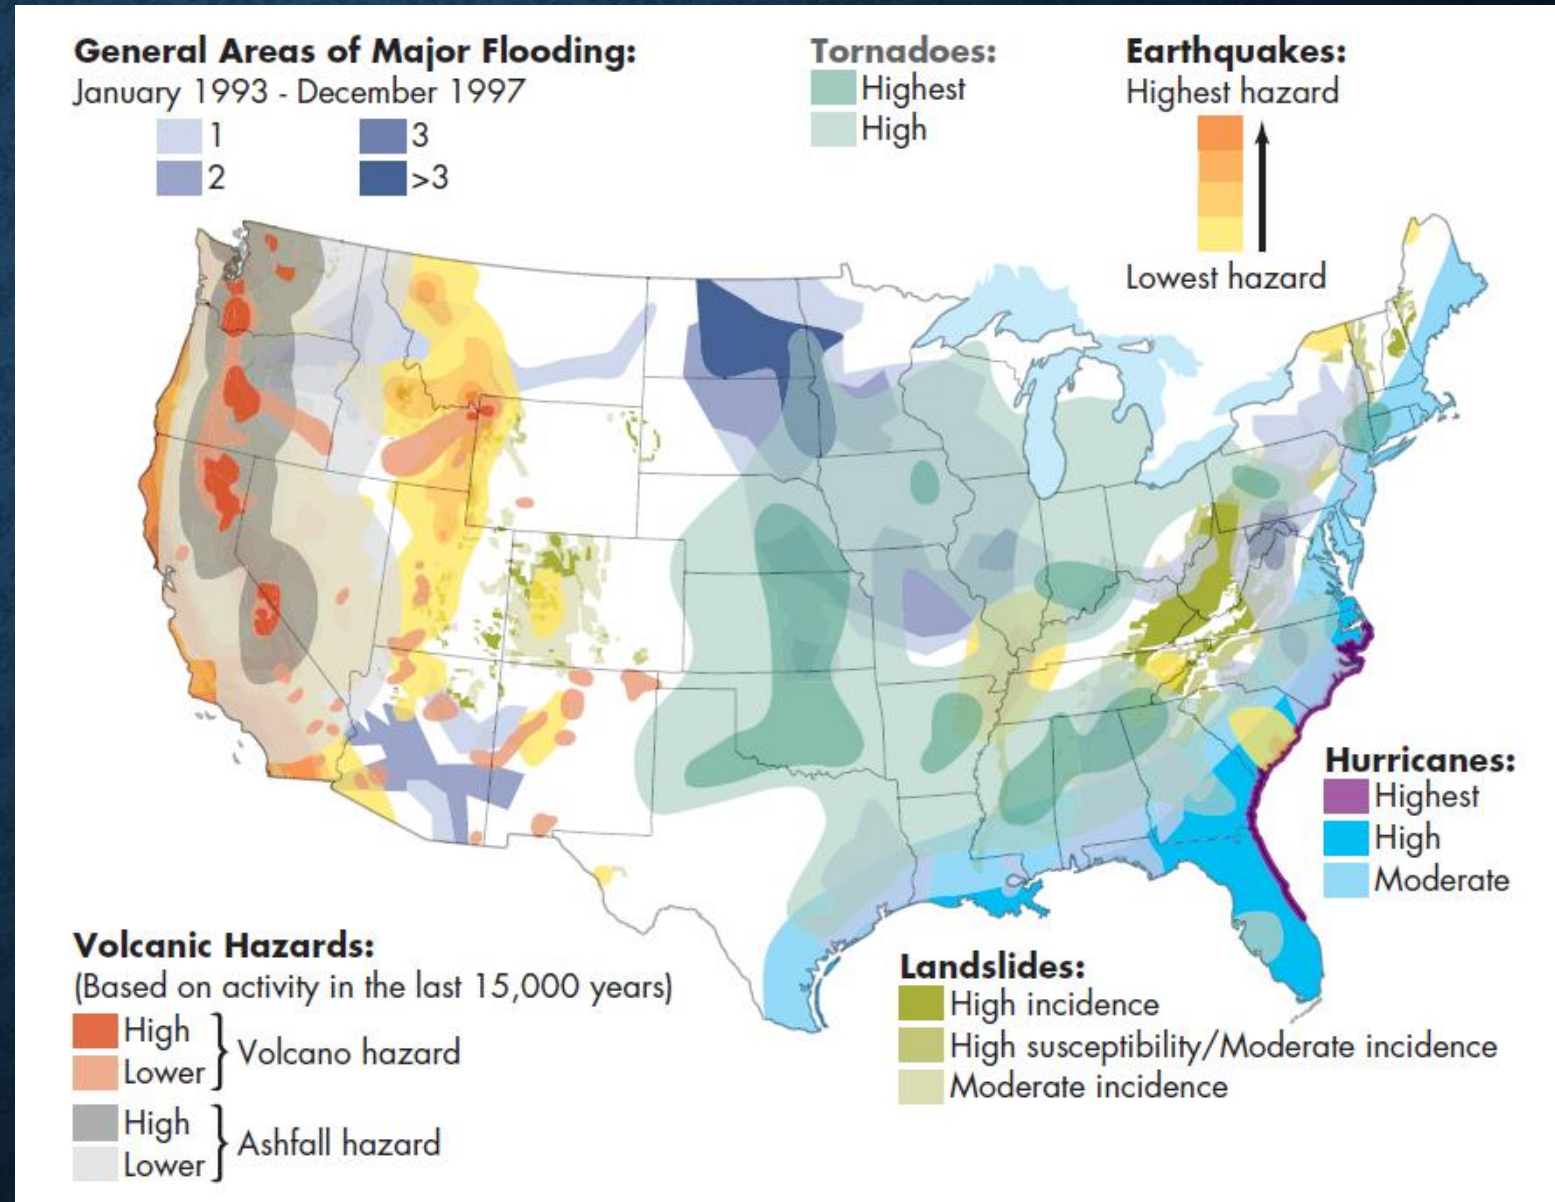 General Areas of Major Flooding:
January 1993 - December 1997
1
3
2
>3
Tornadoes:
Highest
High
Earthquakes:
Highest hazard
Lowest hazard
Hurricanes:
Highest
High
Moderate
Volcanic Hazards:
(Based on activity in the last 15,000 years)
High
Lower
Volcano hazard
High
Lower
Ashfall hazard
Landslides:
High incidence
High susceptibility/Moderate incidence
Moderate incidence